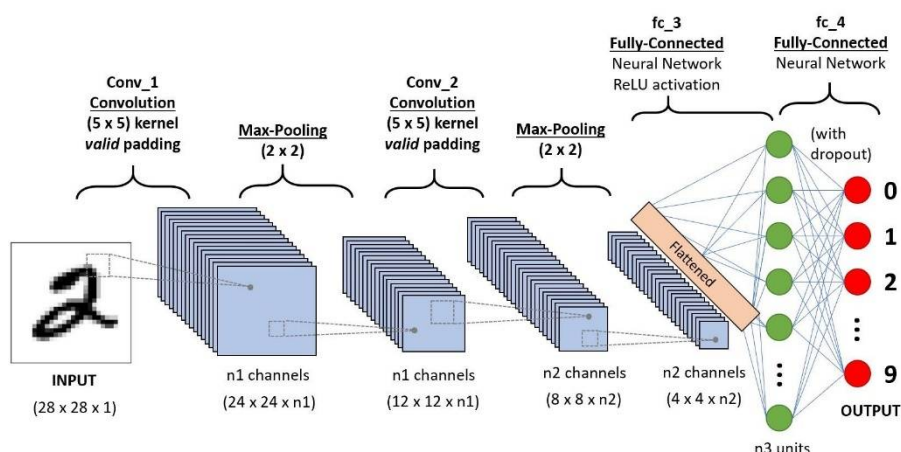 fc_3
Fully-Connected
Neural Network
ReLU activation
fc_4
Fully-Connected
Neural Network
Conv_1
Convolution
(5 x 5) kernel
valid padding
Max-Pooling
(2 x 2)
Conv_2
Convolution
(5 x 5) kernel
valid padding
Max-Pooling
(2 x 2)
(with
dropout)
2
INPUT
(28 x 28 x 1)
n1 channels
(24 x 24 x n1)
n1 channels
(12 x 12 x n1)
n2 channels
(8 x 8 x n2)
n2 channels
(4 x 4 x n2)
Flattened
n3 units
0
1
2
9
OUTPUT